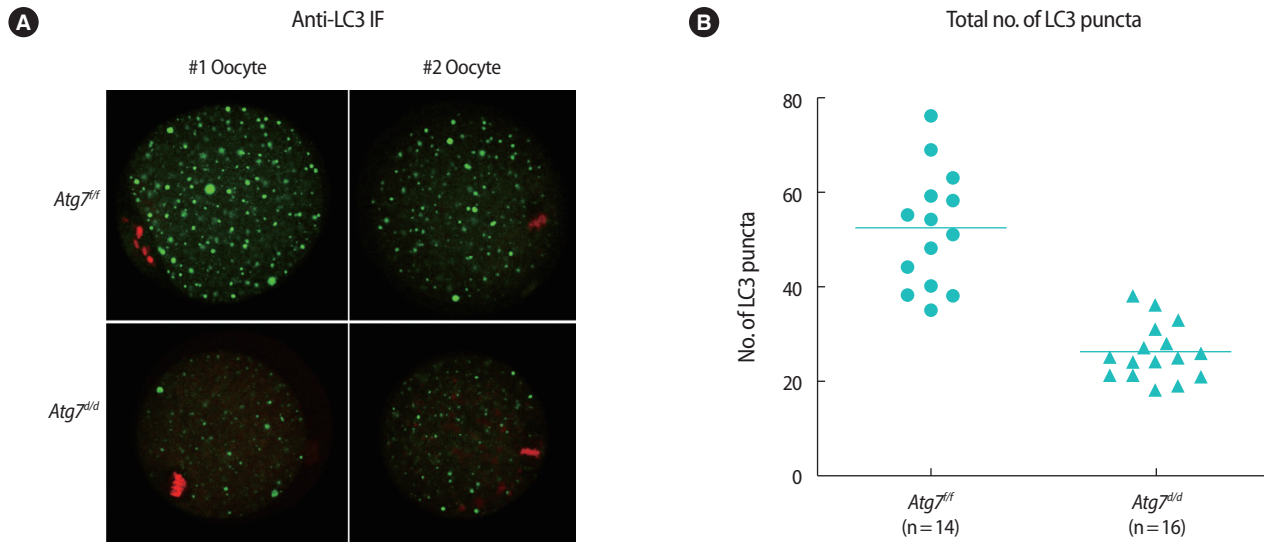 A
Anti-LC3 IF
#1 Oocyte
#2 Oocyte
Atg7f/f
Atg7d/d
B
Total no. of LC3 puncta
No. of LC3 puncta
80
60
40
20
0
Atg7f/f
(n = 14)
Atg7d/d
(n = 16)